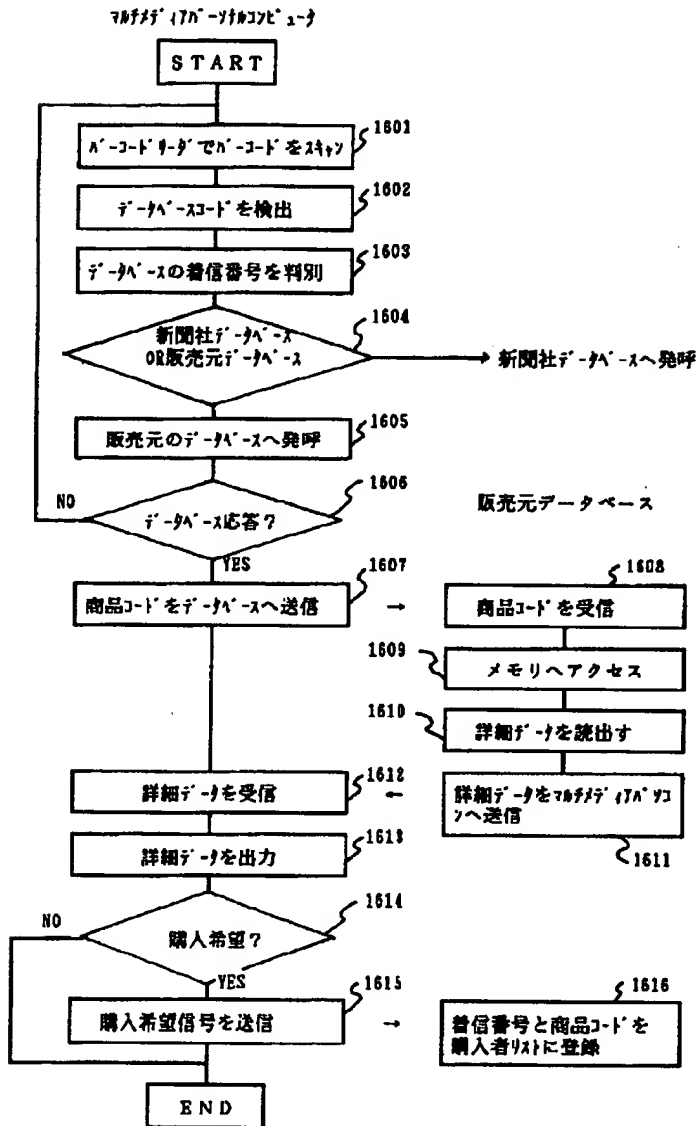 マルチメディアパーソナルコンピュータ
START
1601
バーコードリーダでバーコードをスキャン
1602
データベースコードを検出
1603
データベースの着信番号を判別
1604
新聞社データベース
OR販売元データベース
新聞社データベースへ発呼
1605
販売元のデータベースへ発呼
1606
NO
データベース応答?
販売元データベース
YES
1607
商品コードをデータベースへ送信
→
1608
商品コードを受信
1609
メモリへアクセス
1610
詳細データを読出す
1612
詳細データを受信
←
詳細データをマルチメディアパソコ
ンへ送信
1611
1613
詳細データを出力
1614
NO
購入希望?
YES
1615
購入希望信号を送信
→
1616
着信番号と商品コードを
購入者リストに登録
END